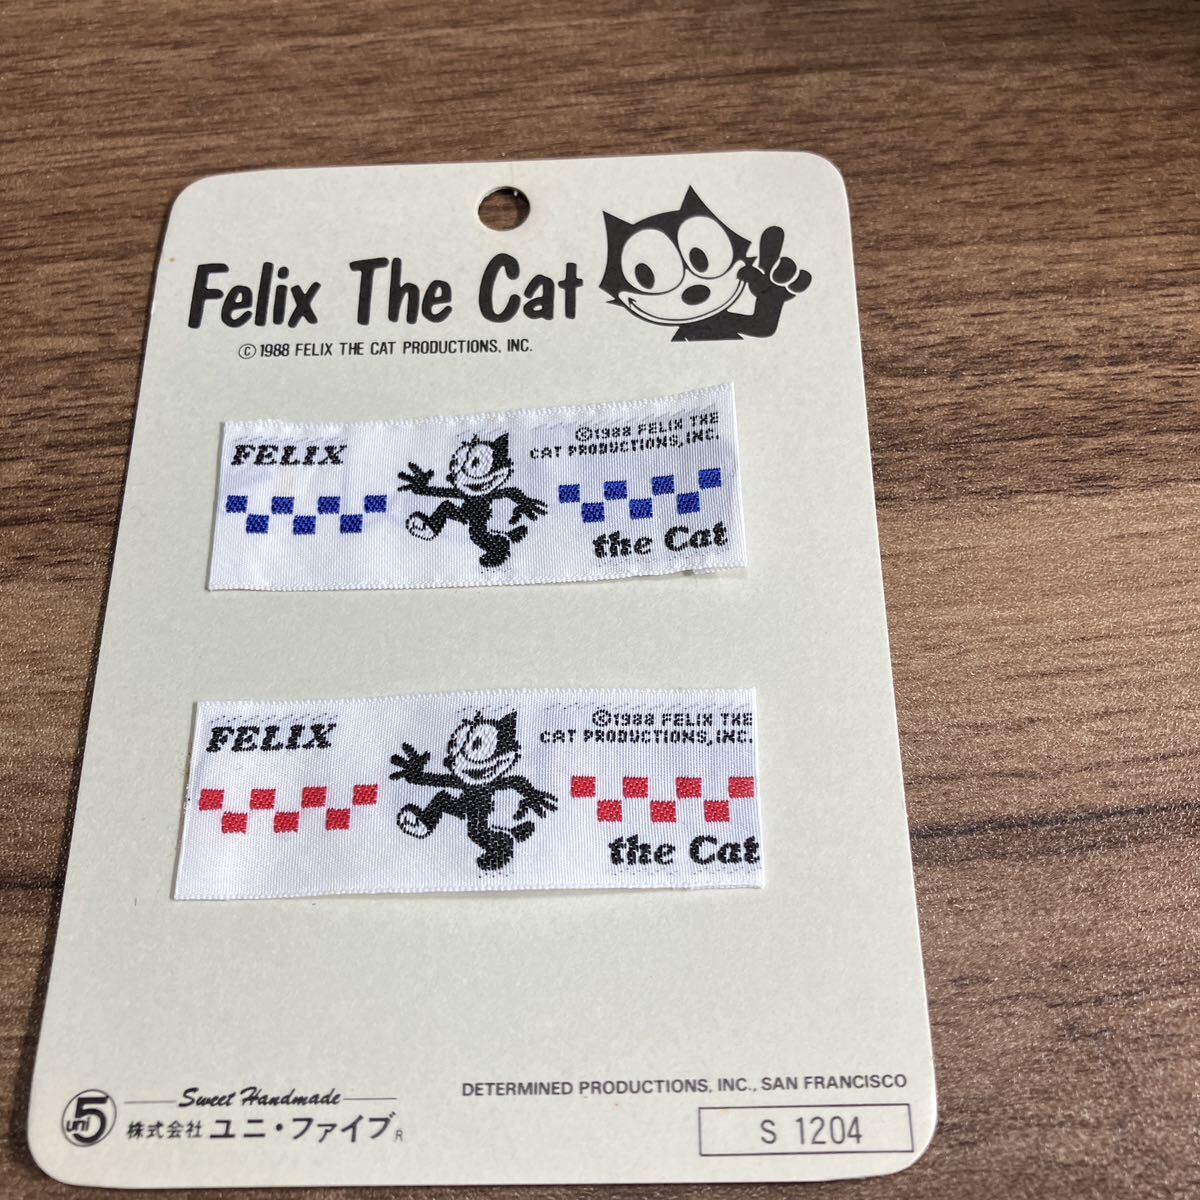 Felix The Cat
© 1988 FELIX THE CAT PRODUCTIONS, INC.
FELIX
©1988 FELIX THE
CAT PRODUCTIONS,INC.
the Cat
FELIX
©1988 FELIX THE
CAT PRODUCTIONS,INC.
the Cat
5
uni
Sweet Handmade
株式会社 ユニ・ファイブ R
DETERMINED PRODUCTIONS, INC., SAN FRANCISCO
S 1204